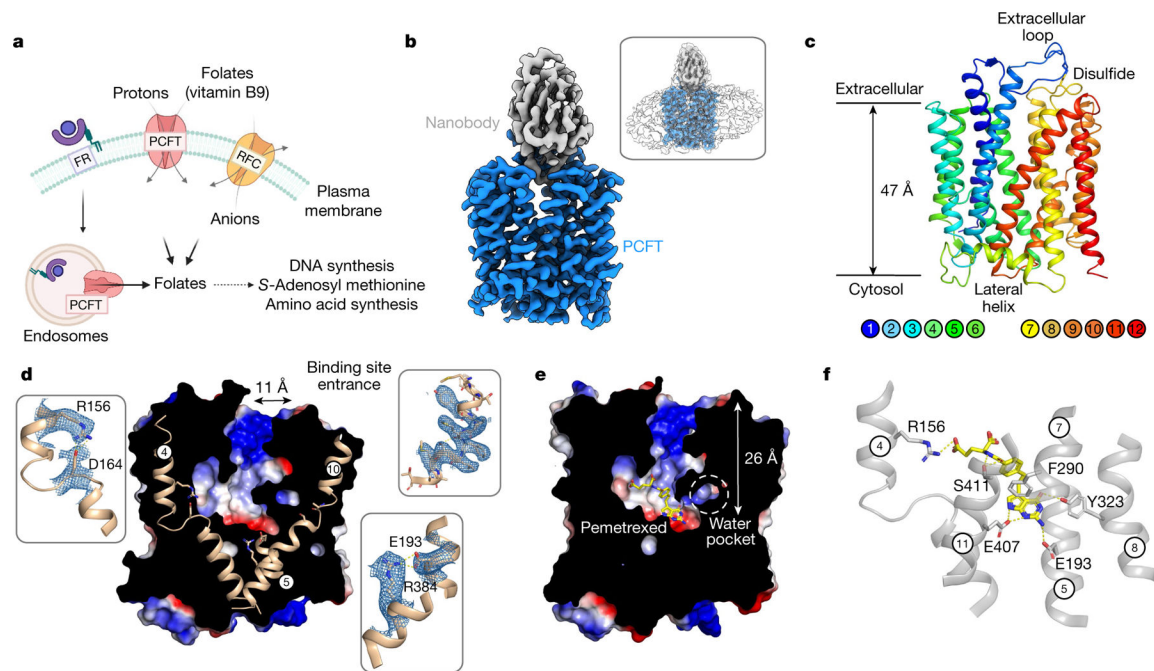 a
Folates
(vitamin B9)
Protons
PCFT
FR
RFC
Plasma
membrane
Anions
Folates
DNA synthesis
S-Adenosyl methionine
Amino acid synthesis
PCFT
Endosomes
b
Nanobody
PCFT
c
Extracellular
loop
Disulfide
Extracellular
47 Å
Cytosol
Lateral
helix
1 2 3 4 5 6 7 8 9 10 11 12
d
Binding site
entrance
11 Å
R156
D164
4
10
5
E193
R384
e
26 Å
Pemetrexed
Water
pocket
f
R156
4
7
S411
F290
Y323
11
E407
E193
8
5